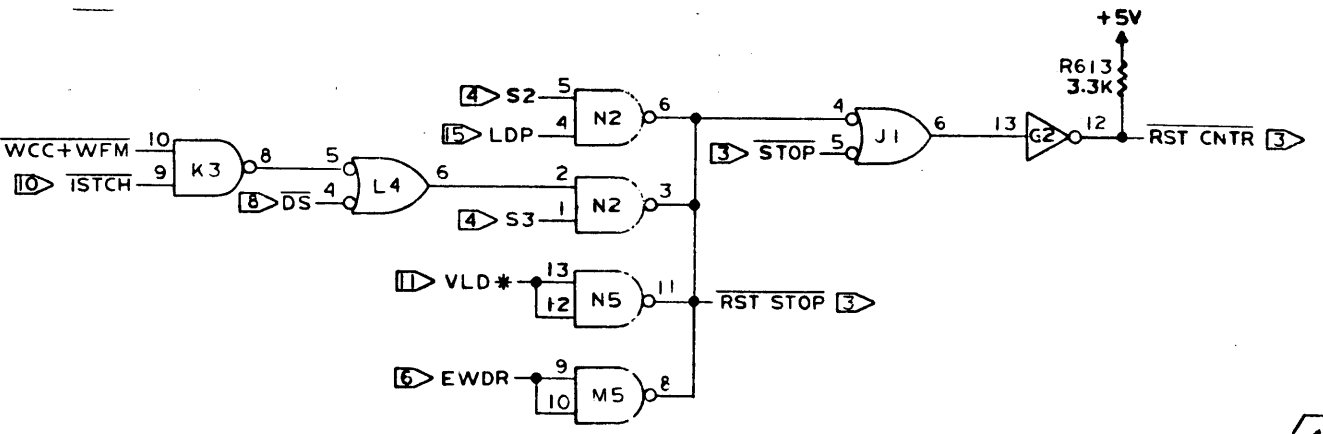 +5V
R613
3.3K
4 S2 5 N2 6
15 LDP 4
4 J1 6 13 G2 12 RST CNTR 3
3 STOP 5
WCC+WFM 10 K3 8 5 L4 6
10 1STCH 9
8 DS 4
2 N2 3
4 S3 1
11 VLD* 13 N5 11 RST STOP 3
12
6 EWDR 9 M5 8
10